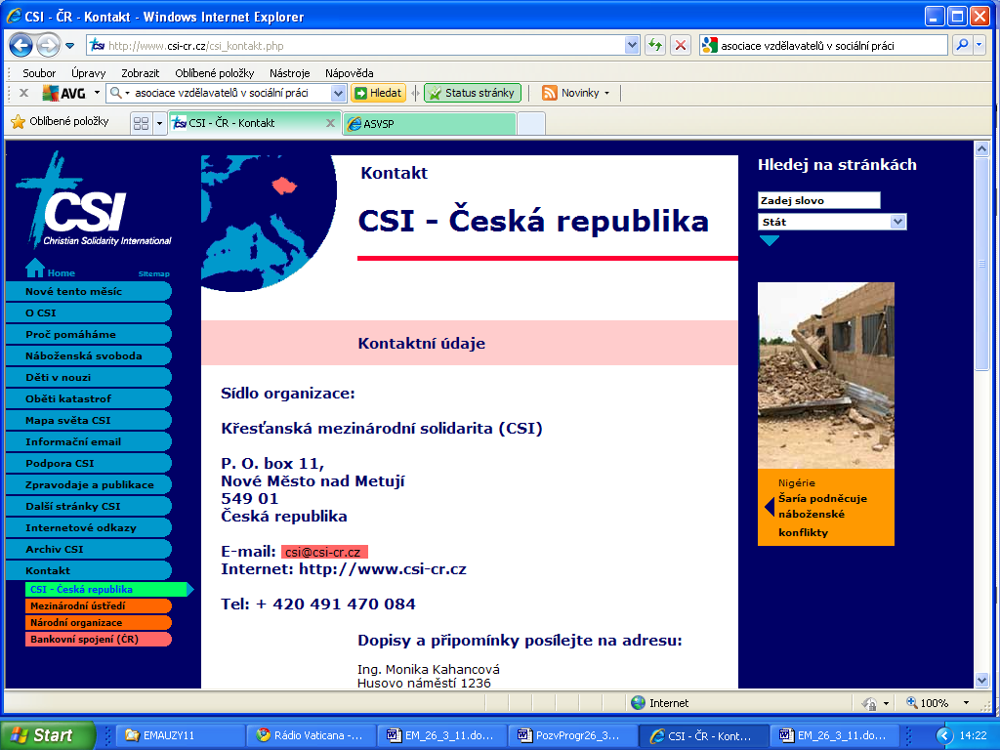 CSI - ČR - Kontakt - Windows Internet Explorer
http://www.csi-cr.cz/csi_kontakt.php
asociace vzdělavatelů v sociální práci
Soubor Úpravy Zobrazit Oblíbené položky Nástroje Nápověda
AVG asociace vzdělavatelů v sociální práci Hledat Status stránky Novinky
Oblíbené položky CSI - ČR - Kontakt ASVSP
CSI
Christian Solidarity International
Home Sitemap
Nové tento měsíc
O CSI
Proč pomáháme
Náboženská svoboda
Děti v nouzi
Oběti katastrof
Mapa světa CSI
Informační email
Podpora CSI
Zpravodaje a publikace
Další stránky CSI
Internetové odkazy
Archiv CSI
Kontakt
CSI - Česká republika
Mezinárodní ústředí
Národní organizace
Bankovní spojení (ČR)
Kontakt
CSI - Česká republika
Kontaktní údaje
Sídlo organizace:
Křesťanská mezinárodní solidarita (CSI)
P. O. box 11,
Nové Město nad Metují
549 01
Česká republika
E-mail: csi@csi-cr.cz
Internet: http://www.csi-cr.cz
Tel: + 420 491 470 084
Dopisy a připomínky posílejte na adresu:
Ing. Monika Kahancová
Husovo náměstí 1236
Hledej na stránkách
Zadej slovo
Stát
Nigérie
Šaría podněcuje
náboženské
konflikty
Internet 100%
Start EMAUZY11 Rádio Vaticana -... EM_26_3_11.do... PozvProgr26_3... CSI - ČR - Kont... EM_26_3_11.do... 14:22